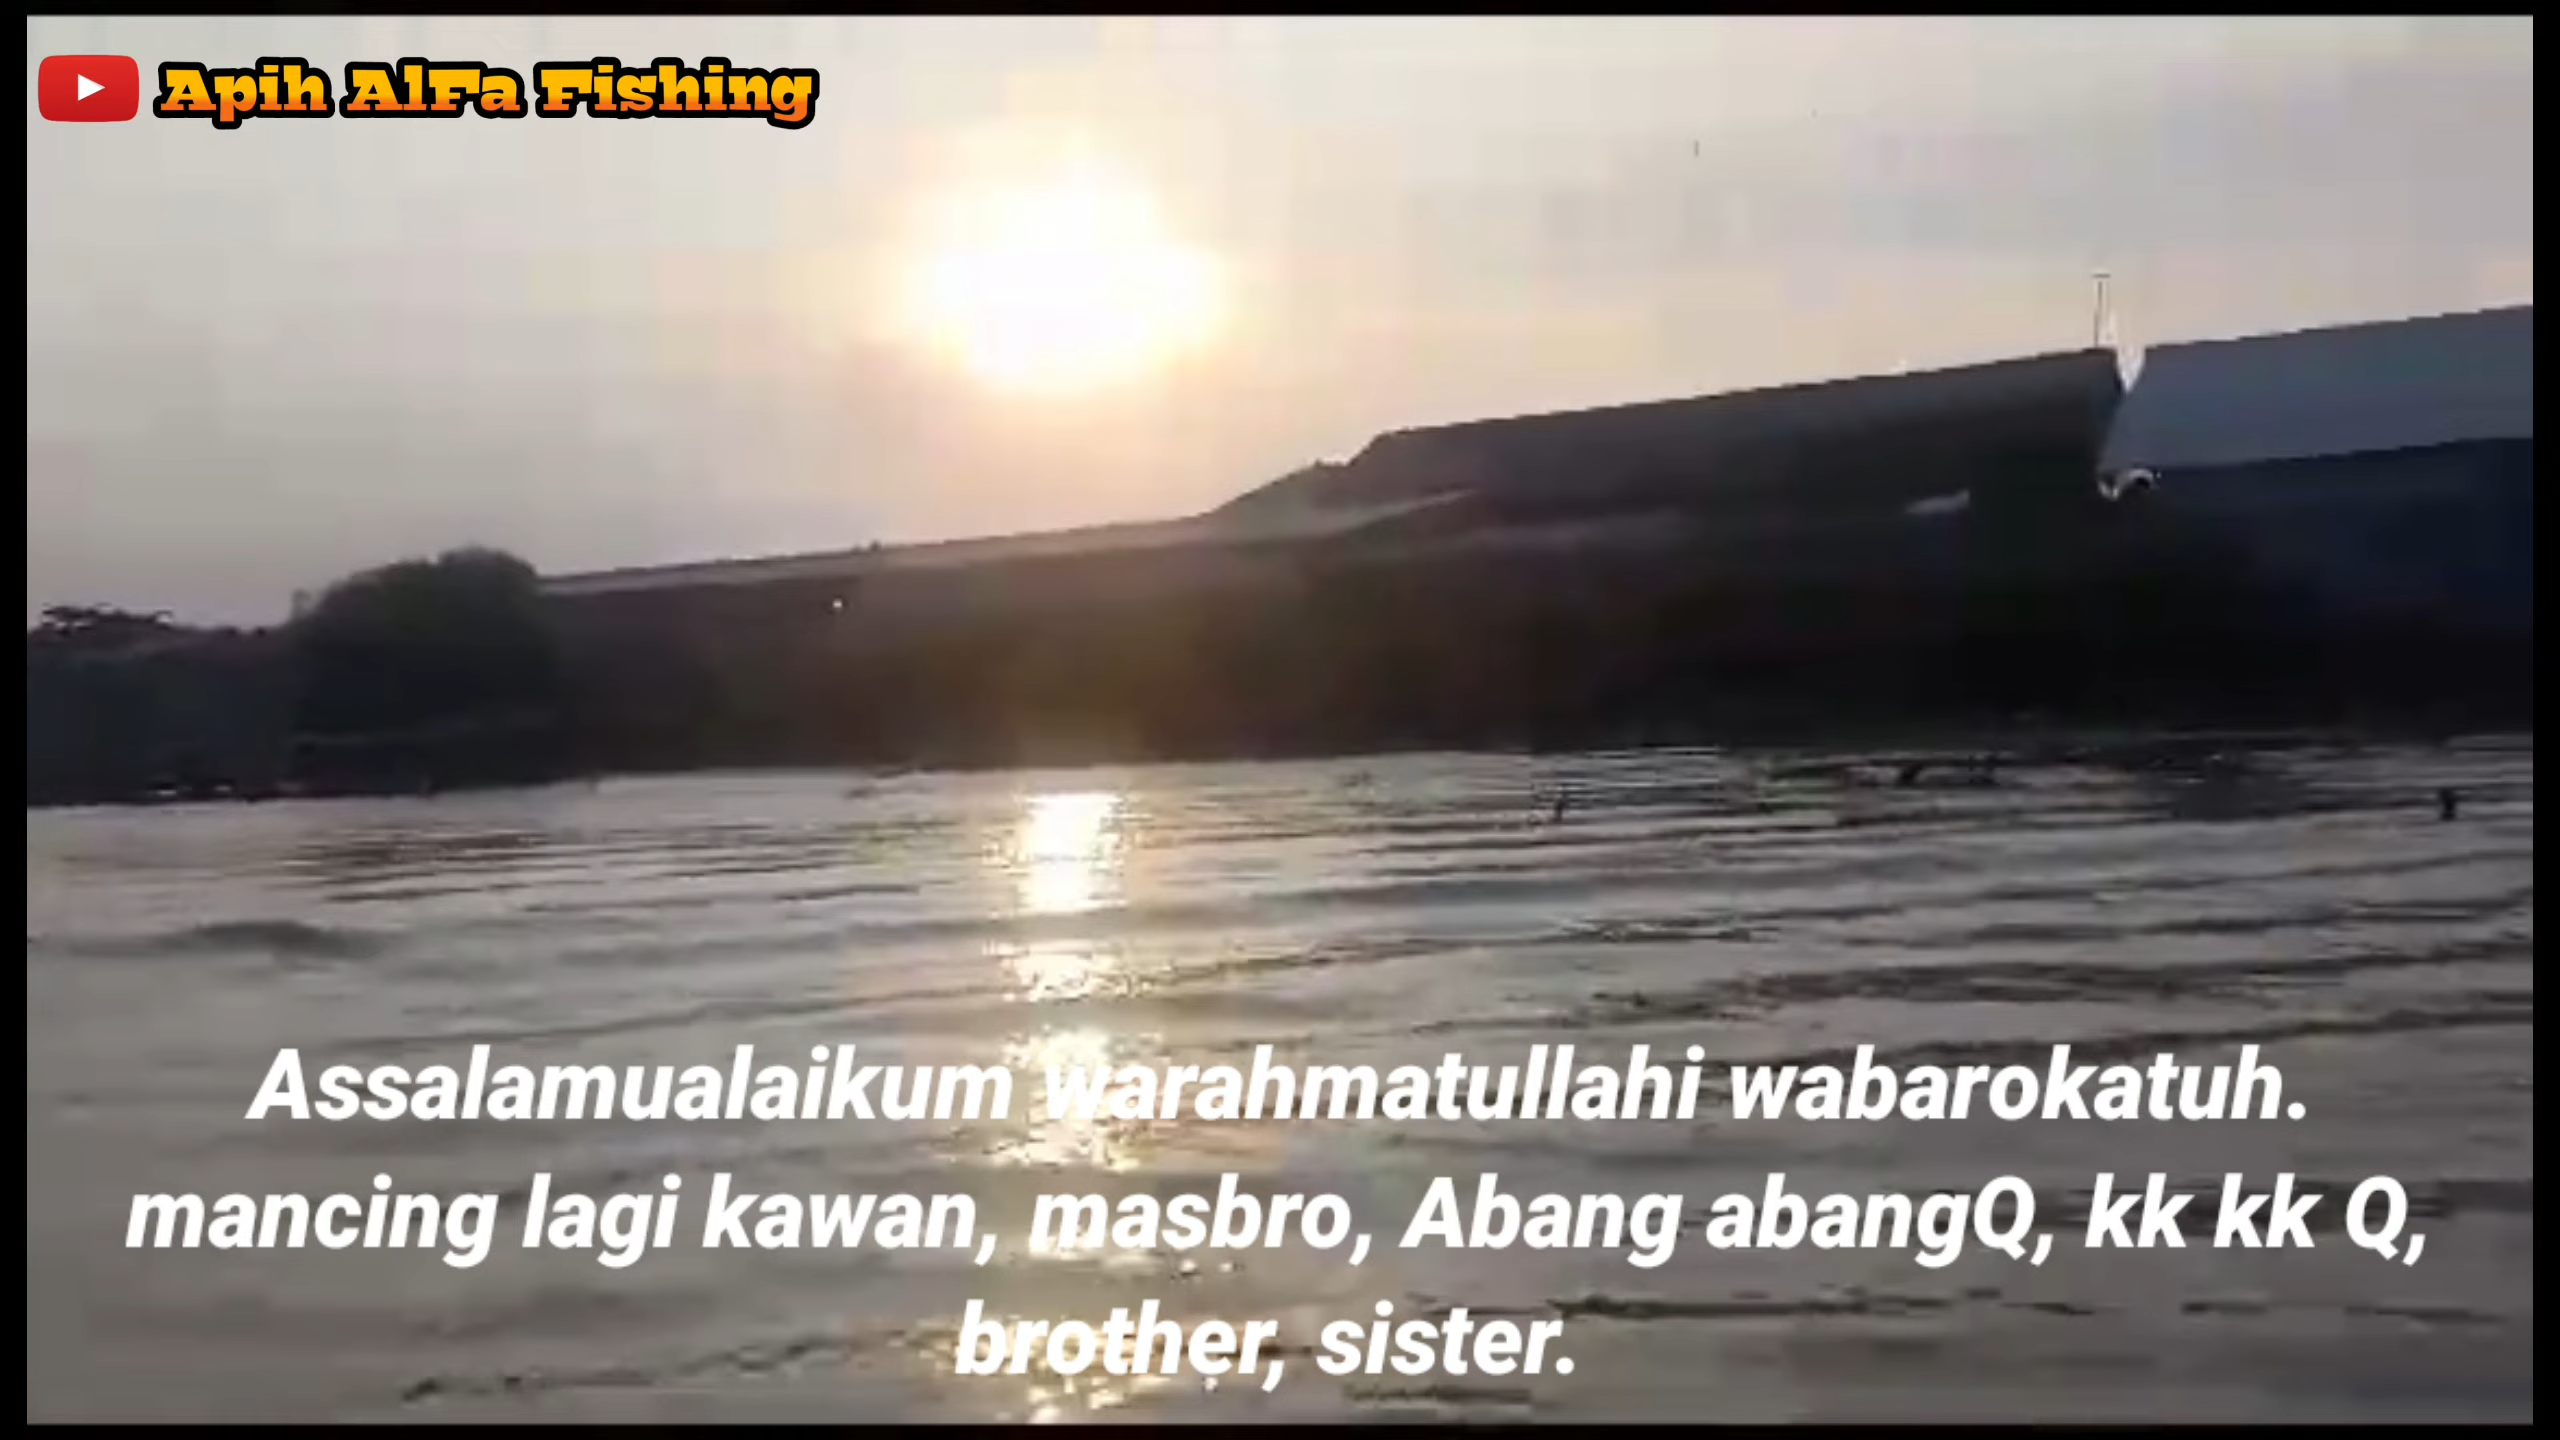 Apih AlFa Fishing
Assalamualaikum warahmatullahi wabarokatuh.
mancing lagi kawan, masbro, Abang abangQ, kk kk Q,
brother, sister.